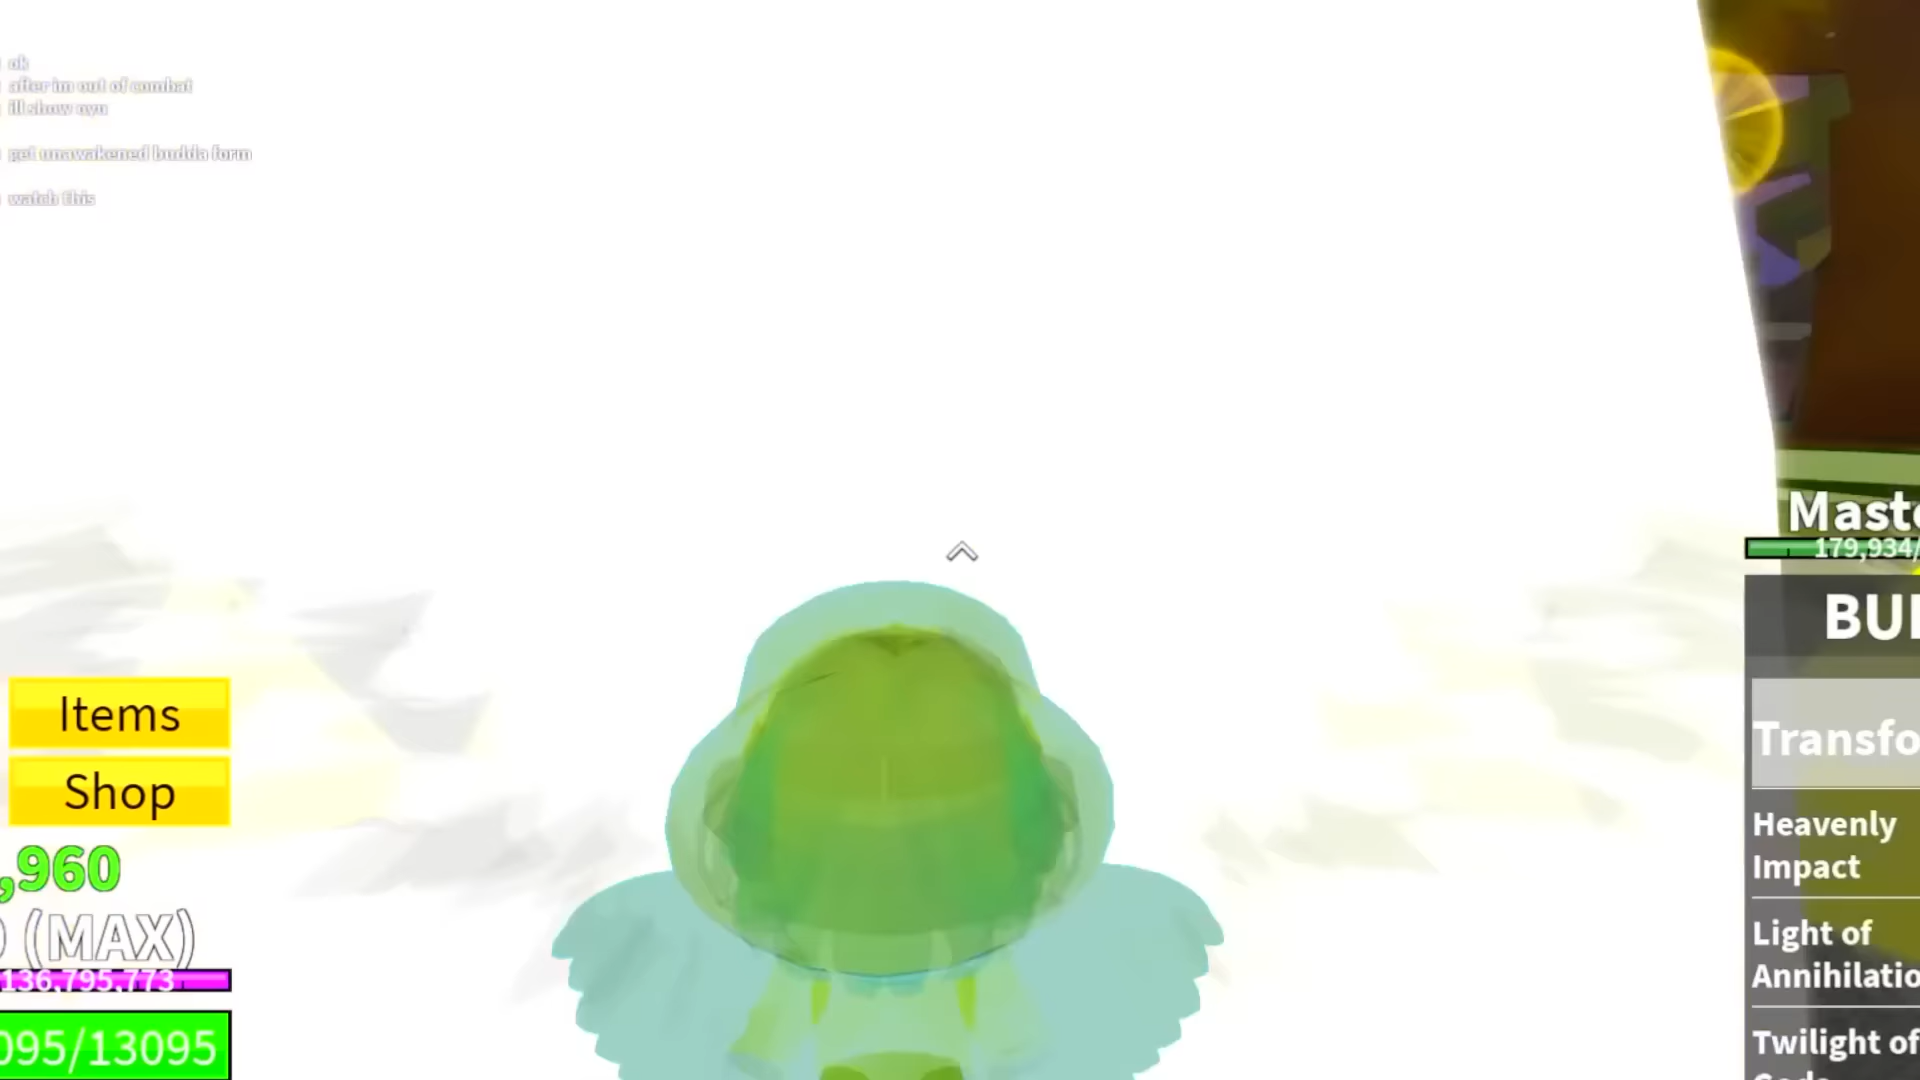 ok
after im out of combat
ill show oyu
get unawakened budda form
watch this
Items
Shop
,960
(MAX)
136,795,773
095/13095
Maste
179,934/
BU
Transfo
Heavenly
Impact
Light of
Annihilatio
Twilight of